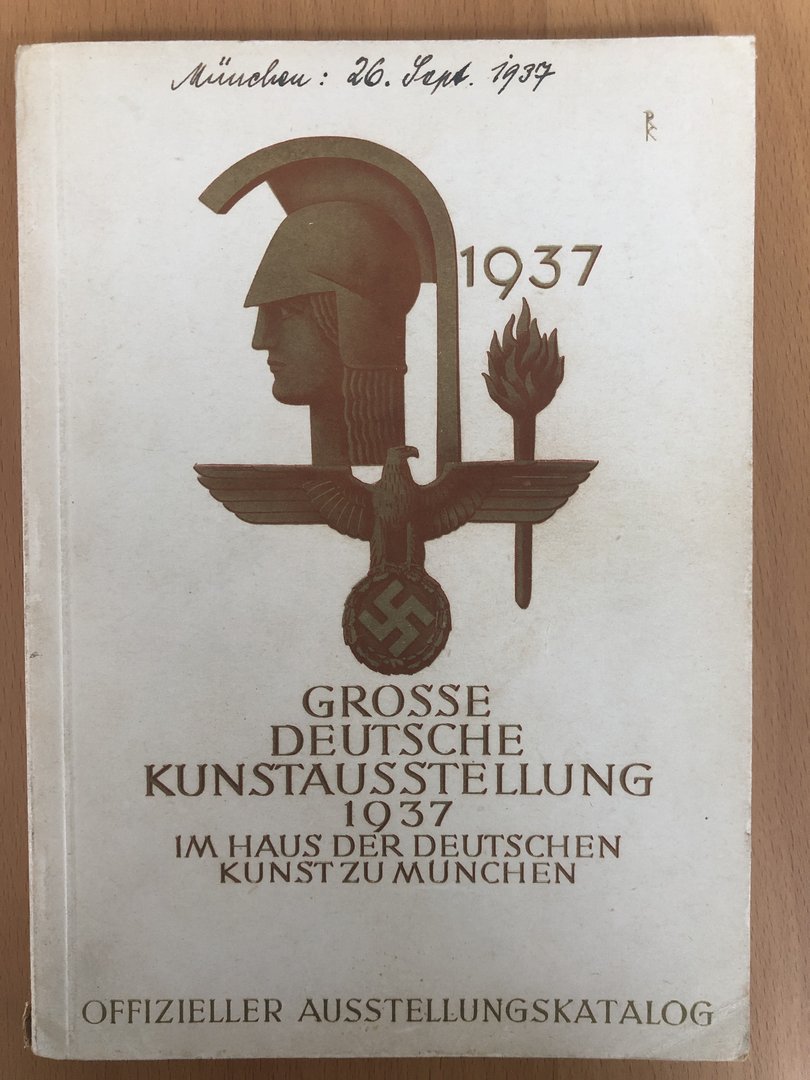 München: 26. Sept. 1937
1937
GROSSE
DEUTSCHE
KUNSTAUSSTELLUNG
1937
IM HAUS DER DEUTSCHEN
KUNST ZU MÜNCHEN
OFFIZIELLER AUSSTELLUNGSKATALOG